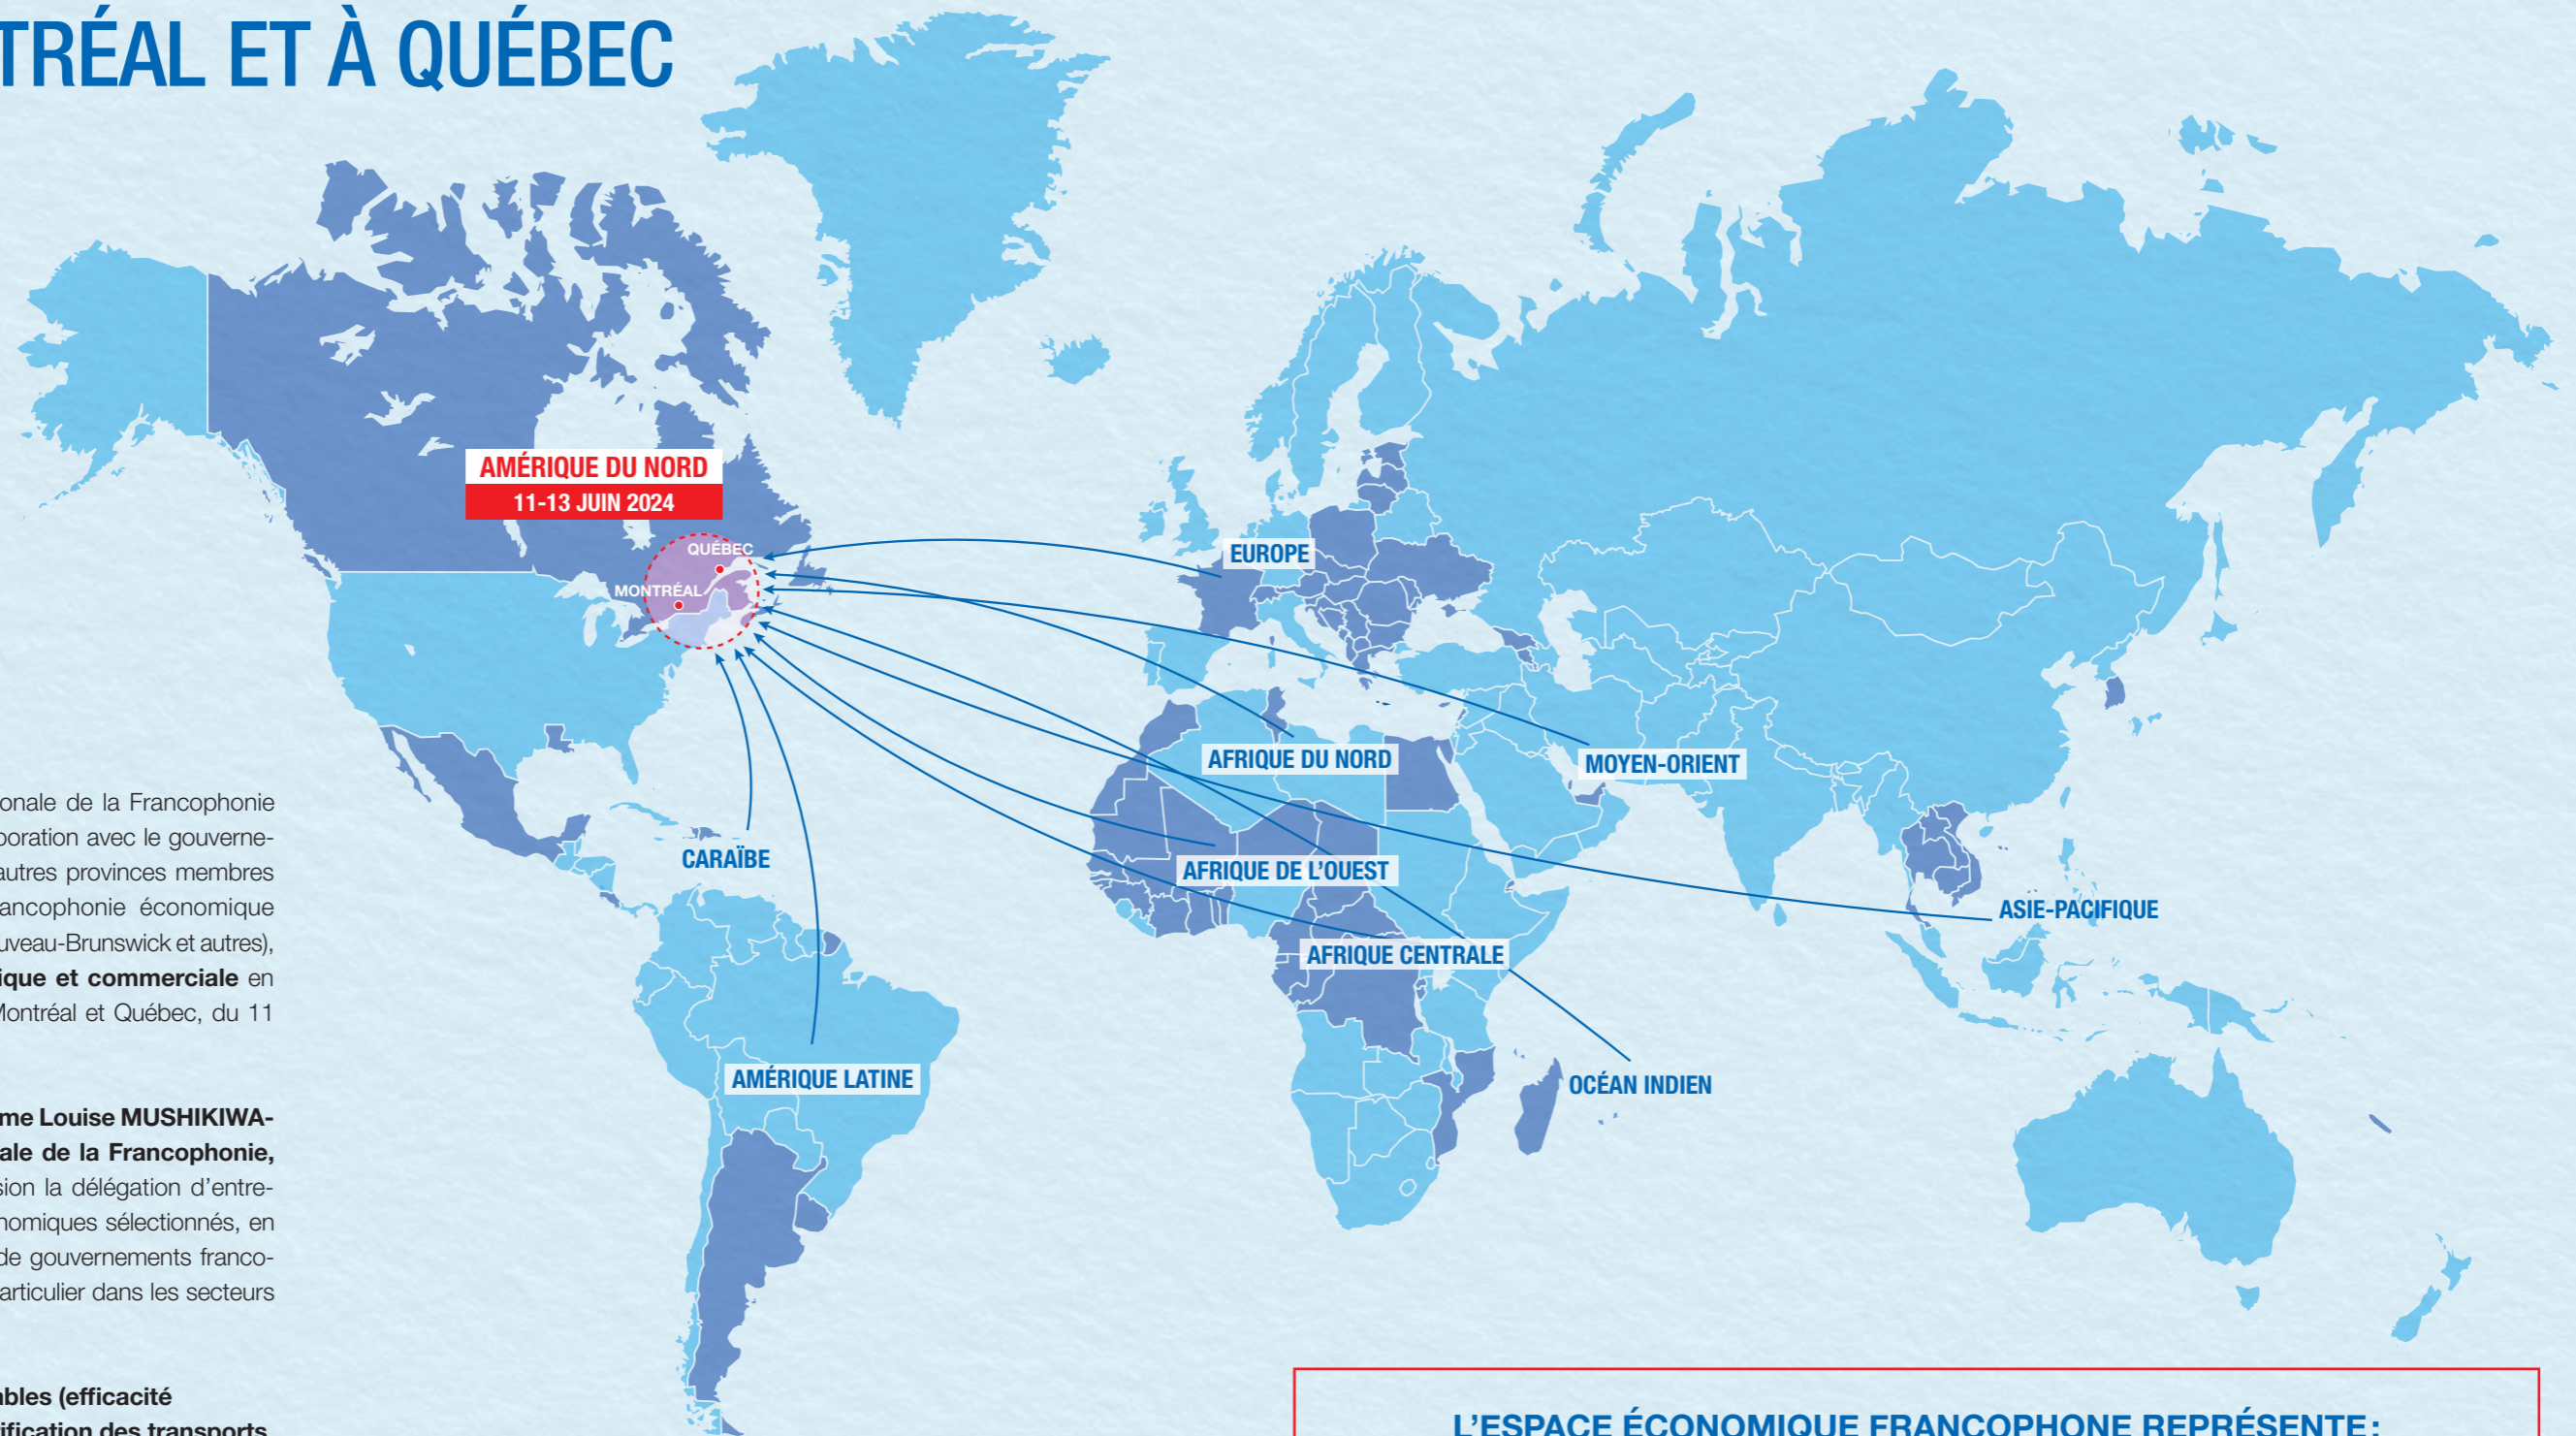 TRÉAL ET À QUÉBEC
AMÉRIQUE DU NORD
11-13 JUIN 2024
QUÉBEC
MONTRÉAL
EUROPE
AFRIQUE DU NORD
MOYEN-ORIENT
CARAÏBE
AFRIQUE DE L'OUEST
ASIE-PACIFIQUE
AFRIQUE CENTRALE
AMÉRIQUE LATINE
OCÉAN INDIEN
onale de la Francophonie
oration avec le gouverne-
autres provinces membres
ancophonie économique
uveau-Brunswick et autres),
ique et commerciale en
Montréal et Québec, du 11
me Louise MUSHIKIWA-
ale de la Francophonie,
sion la délégation d'entre-
nomiques sélectionnés, en
de gouvernements franco-
articulier dans les secteurs
ables (efficacité
rification des transports,
L'ESPACE ÉCONOMIQUE FRANCOPHONE REPRÉSENTE :